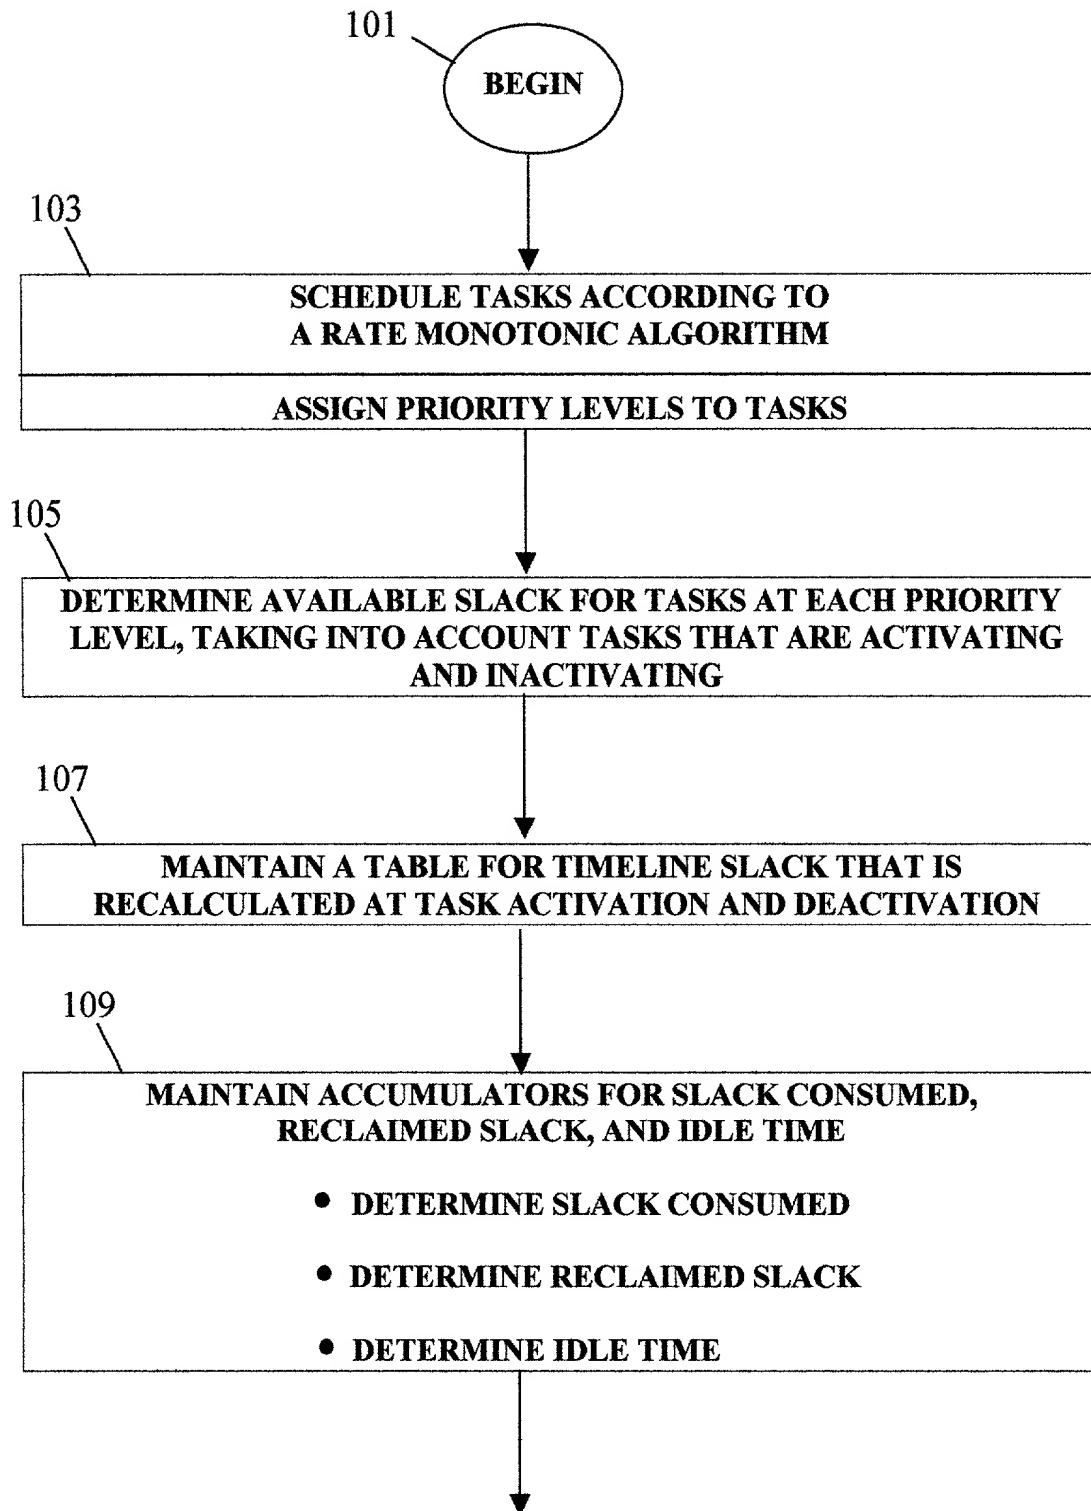 101
BEGIN
103
SCHEDULE TASKS ACCORDING TO
A RATE MONOTONIC ALGORITHM
ASSIGN PRIORITY LEVELS TO TASKS
105
DETERMINE AVAILABLE SLACK FOR TASKS AT EACH PRIORITY
LEVEL, TAKING INTO ACCOUNT TASKS THAT ARE ACTIVATING
AND INACTIVATING
107
MAINTAIN A TABLE FOR TIMELINE SLACK THAT IS
RECALCULATED AT TASK ACTIVATION AND DEACTIVATION
109
MAINTAIN ACCUMULATORS FOR SLACK CONSUMED,
RECLAIMED SLACK, AND IDLE TIME
• DETERMINE SLACK CONSUMED
• DETERMINE RECLAIMED SLACK
• DETERMINE IDLE TIME